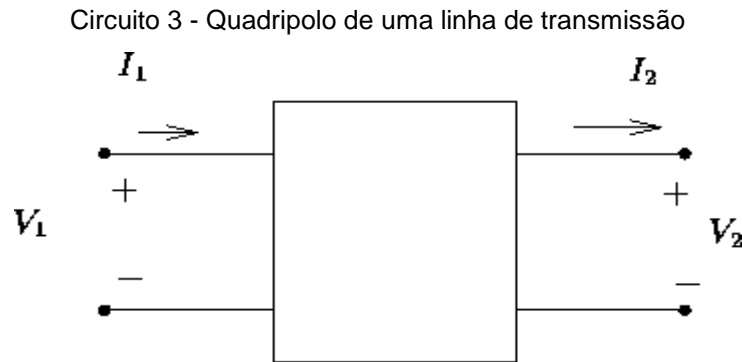 Circuito 3 - Quadripolo de uma linha de transmissão
I₁ I₂
+ +
V₁ V₂
− −